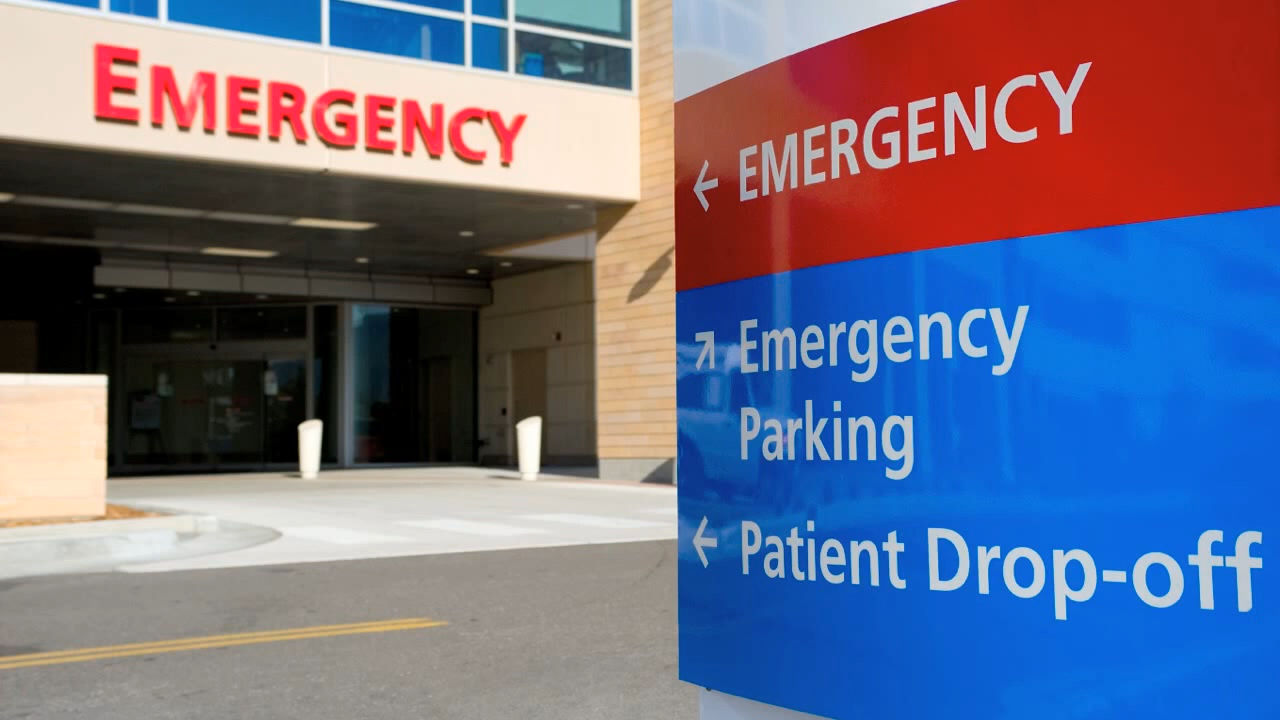 EMERGENCY
← EMERGENCY
↗ Emergency
Parking
← Patient Drop-off